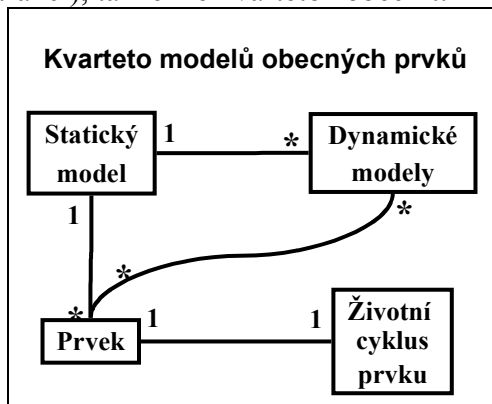 Kvarteto modelů obecných prvků
Statický
model
1
*
Dynamické
modely
1
*
*
*
Prvek
1
1
Životní
cyklus
prvku